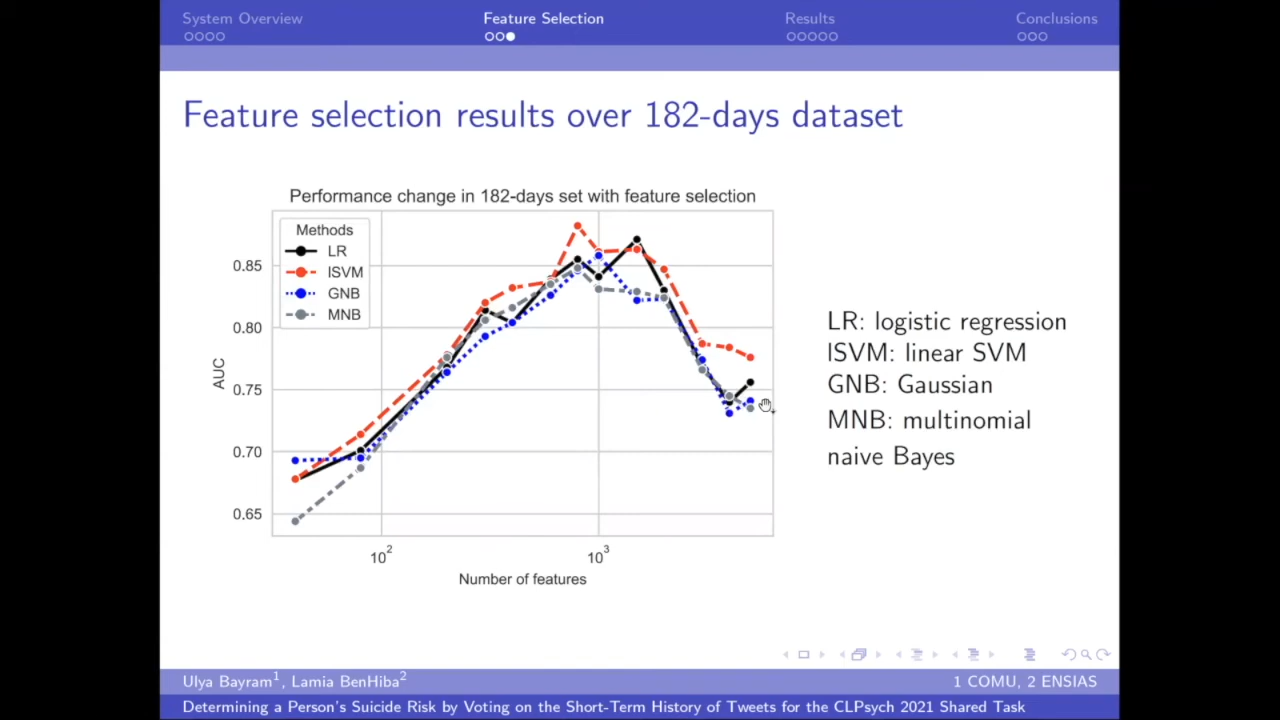 System Overview
Feature Selection
Results
Conclusions
Feature selection results over 182-days dataset
Performance change in 182-days set with feature selection
Methods
LR
lSVM
GNB
MNB
0.85
0.80
0.75
0.70
0.65
AUC
10^2
10^3
Number of features
LR: logistic regression
lSVM: linear SVM
GNB: Gaussian
MNB: multinomial
naive Bayes
Ulya Bayram1, Lamia BenHiba2
1 COMU, 2 ENSIAS
Determining a Person's Suicide Risk by Voting on the Short-Term History of Tweets for the CLPsych 2021 Shared Task